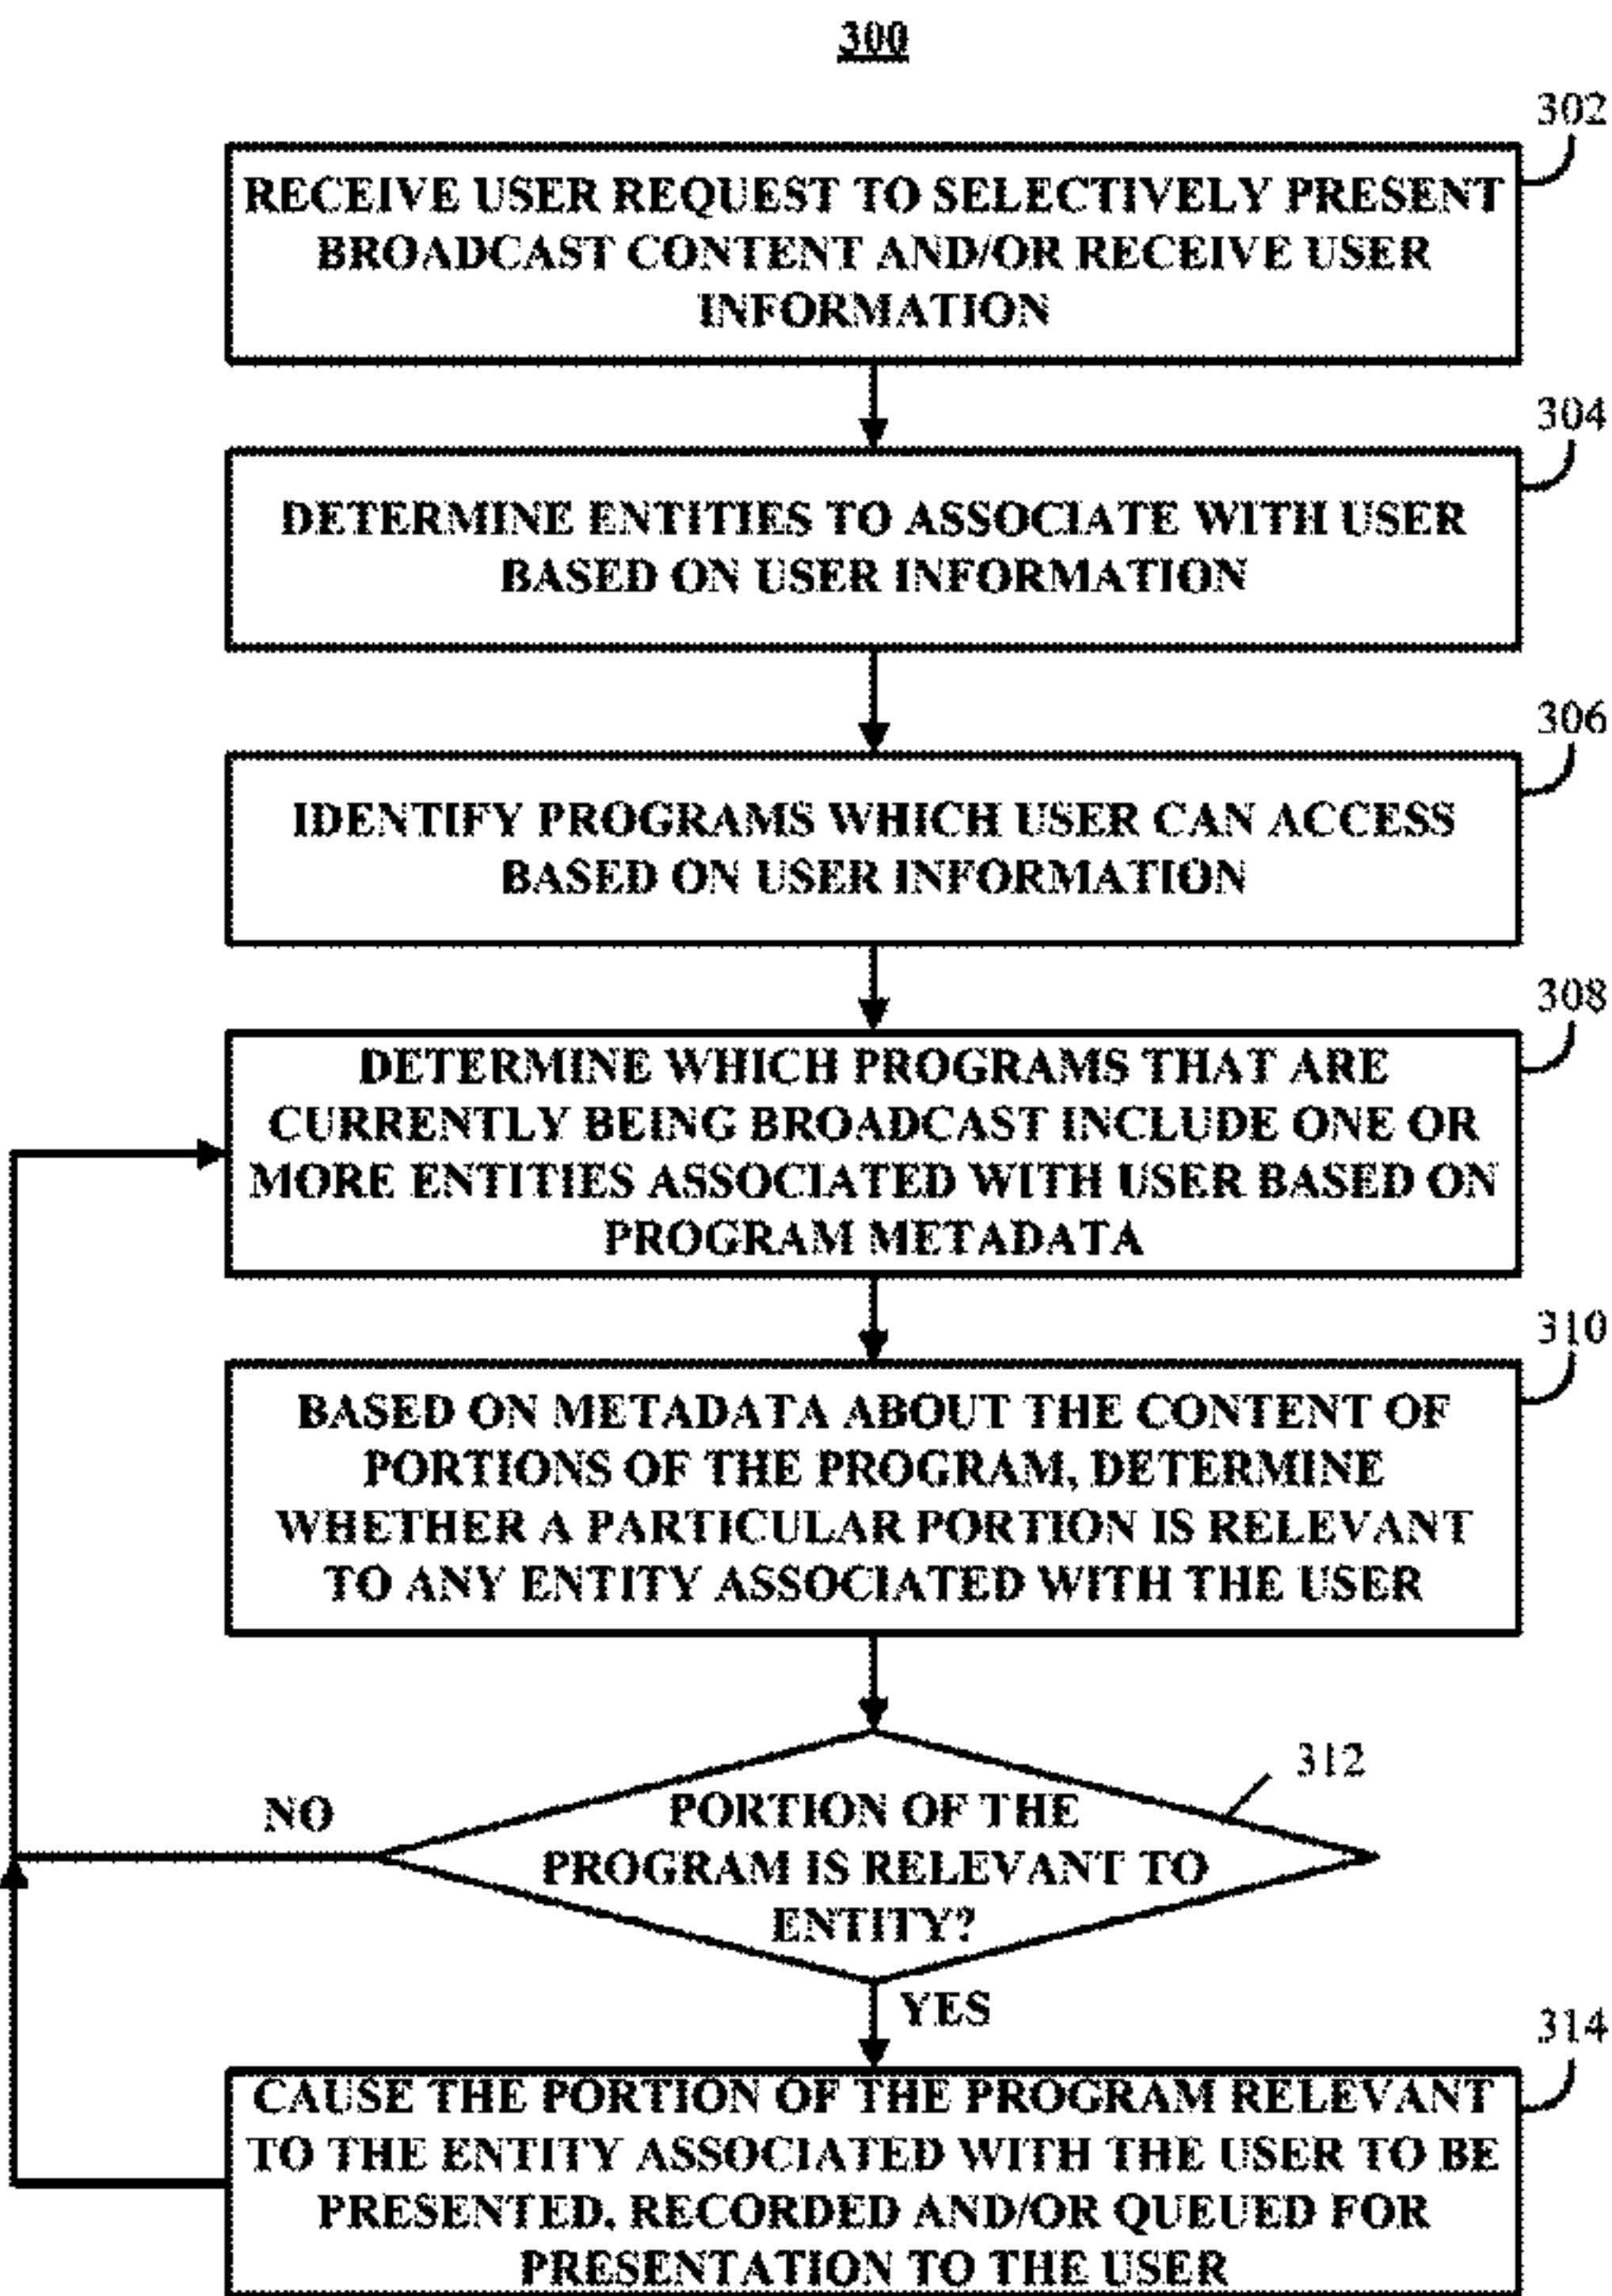 300
302
RECEIVE USER REQUEST TO SELECTIVELY PRESENT
BROADCAST CONTENT AND/OR RECEIVE USER
INFORMATION
304
DETERMINE ENTITIES TO ASSOCIATE WITH USER
BASED ON USER INFORMATION
306
IDENTIFY PROGRAMS WHICH USER CAN ACCESS
BASED ON USER INFORMATION
308
DETERMINE WHICH PROGRAMS THAT ARE
CURRENTLY BEING BROADCAST INCLUDE ONE OR
MORE ENTITIES ASSOCIATED WITH USER BASED ON
PROGRAM METADATA
310
BASED ON METADATA ABOUT THE CONTENT OF
PORTIONS OF THE PROGRAM, DETERMINE
WHETHER A PARTICULAR PORTION IS RELEVANT
TO ANY ENTITY ASSOCIATED WITH THE USER
312
NO
PORTION OF THE
PROGRAM IS RELEVANT TO
ENTITY?
YES
314
CAUSE THE PORTION OF THE PROGRAM RELEVANT
TO THE ENTITY ASSOCIATED WITH THE USER TO BE
PRESENTED, RECORDED AND/OR QUEUED FOR
PRESENTATION TO THE USER